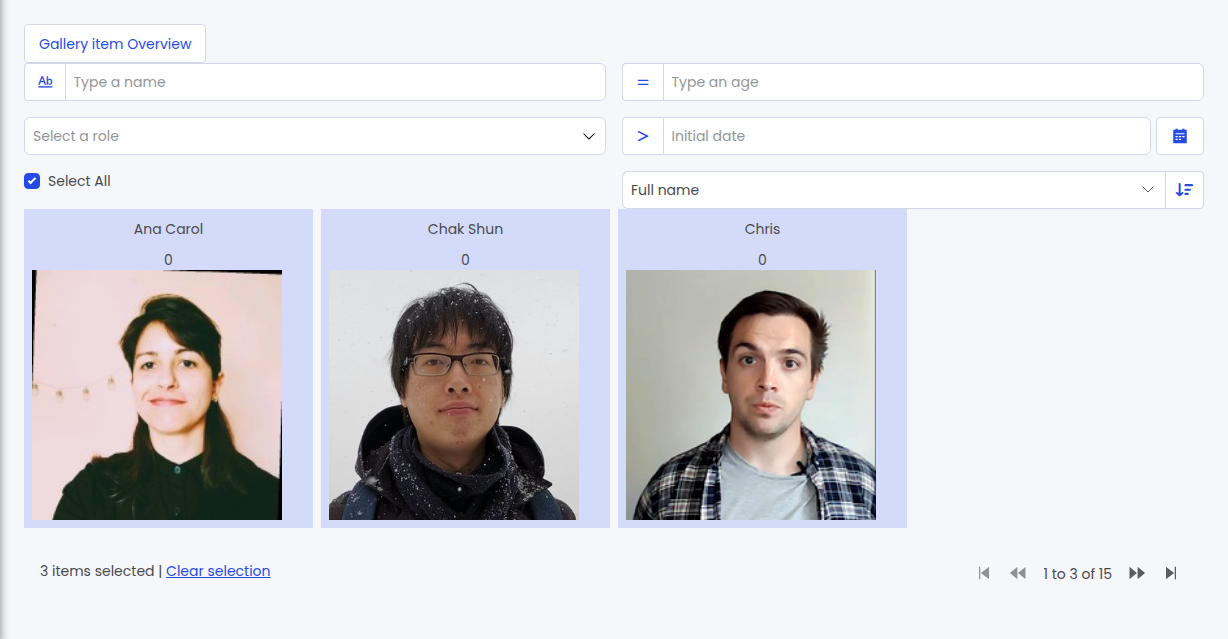 Gallery item Overview
Ab Type a name
= Type an age
Select a role
> Initial date
Select All
Full name
Ana Carol
0
Chak Shun
0
Chris
0
3 items selected | Clear selection
1 to 3 of 15